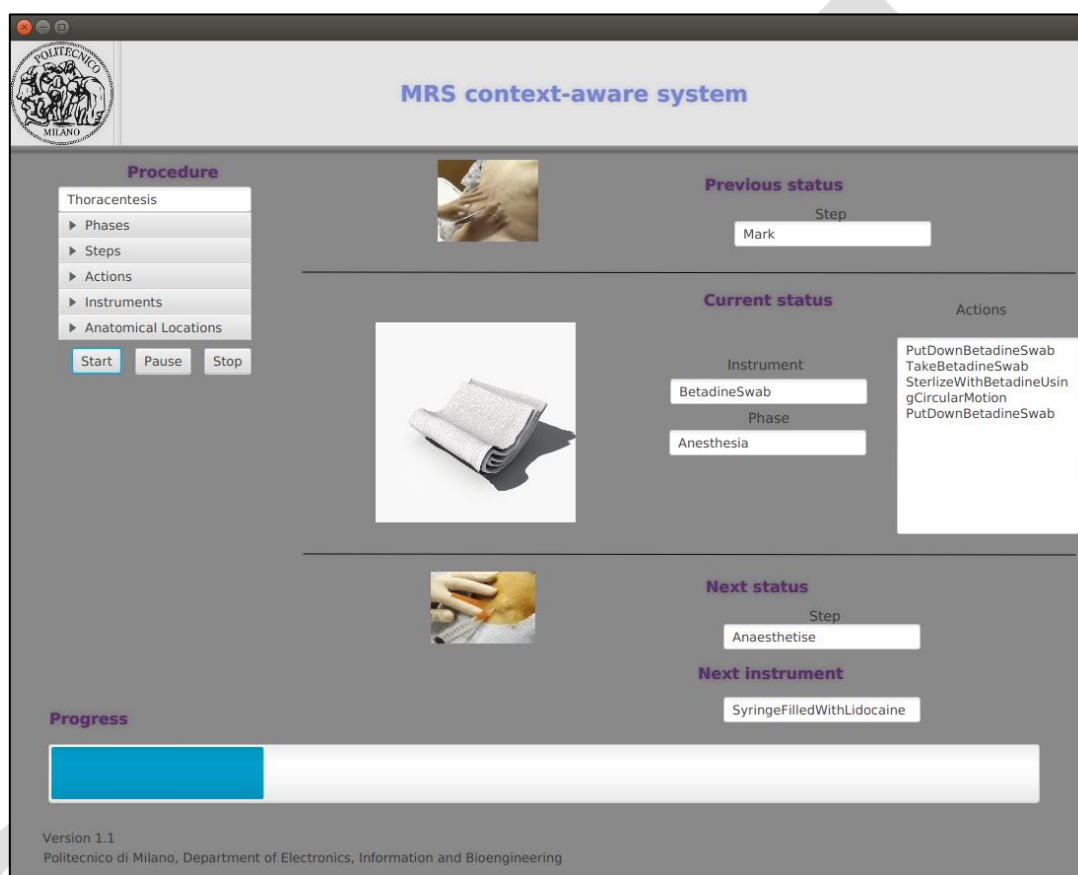 POLITECNICO
MILANO
MRS context-aware system
Procedure
Thoracentesis
Phases
Steps
Actions
Instruments
Anatomical Locations
Start Pause Stop
Previous status
Step
Mark
Current status
Actions
Instrument
BetadineSwab
Phase
Anesthesia
PutDownBetadineSwab
TakeBetadineSwab
SterlizeWithBetadineUsin
gCircularMotion
PutDownBetadineSwab
Next status
Step
Anaesthetise
Next instrument
SyringeFilledWithLidocaine
Progress
Version 1.1
Politecnico di Milano, Department of Electronics, Information and Bioengineering